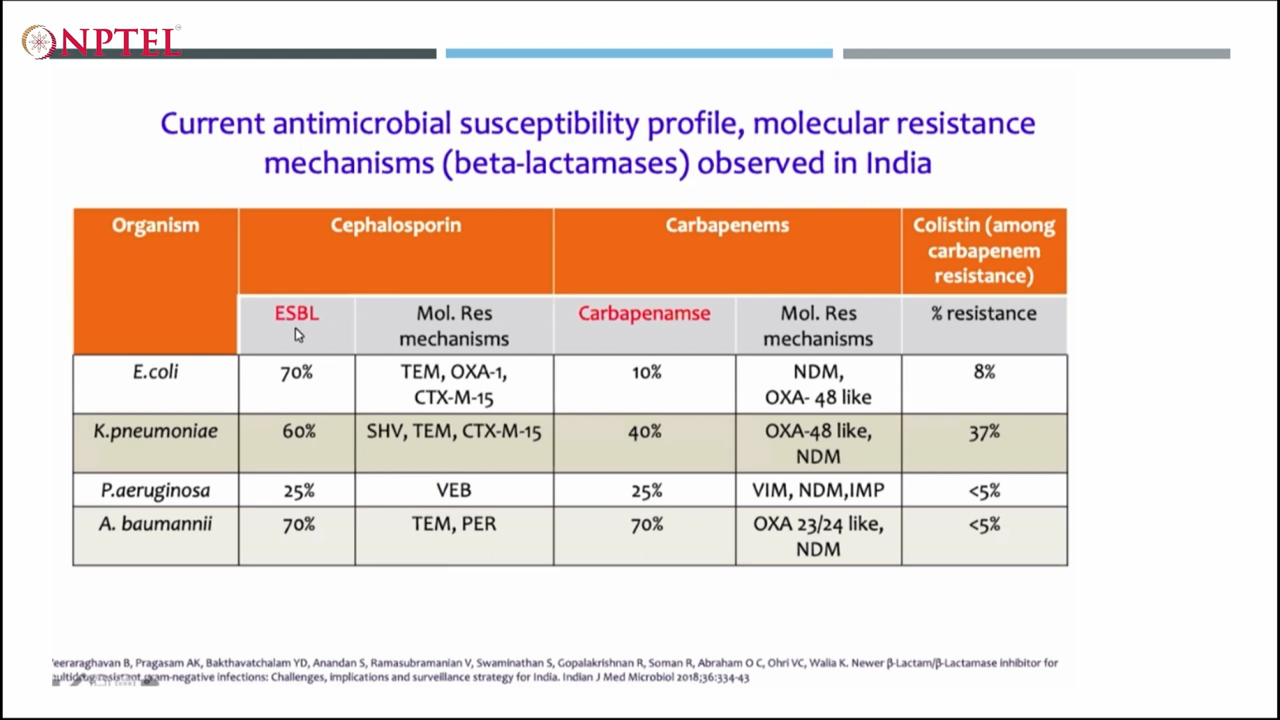 NPTEL
Current antimicrobial susceptibility profile, molecular resistance
mechanisms (beta-lactamases) observed in India
Organism
Cephalosporin
Carbapenems
Colistin (among
carbapenem
resistance)
ESBL
Mol. Res
mechanisms
Carbapenamse
Mol. Res
mechanisms
% resistance
E.coli
70%
TEM, OXA-1,
CTX-M-15
10%
NDM,
OXA- 48 like
8%
K.pneumoniae
60%
SHV, TEM, CTX-M-15
40%
OXA-48 like,
NDM
37%
P.aeruginosa
25%
VEB
25%
VIM, NDM,IMP
<5%
A. baumannii
70%
TEM, PER
70%
OXA 23/24 like,
NDM
<5%
eeraraghavan B, Pragasam AK, Bakthavatchalam YD, Anandan S, Ramasubramanian V, Swaminathan S, Gopalakrishnan R, Soman R, Abraham O C, Ohri VC, Walia K. Newer β-Lactam/β-Lactamase inhibitor for
gram-negative infections: Challenges, implications and surveillance strategy for India. Indian J Med Microbiol 2018;36:334-43